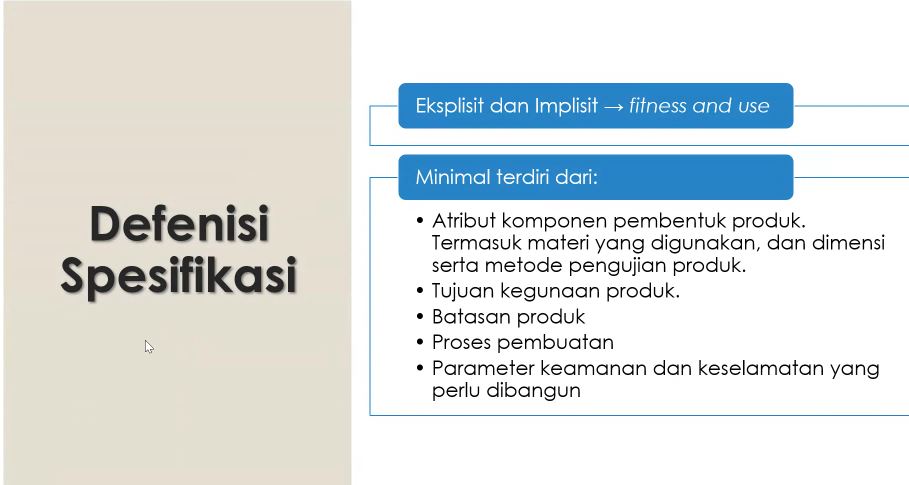 Defenisi
Spesifikasi
Eksplisit dan Implisit → fitness and use
Minimal terdiri dari:
• Atribut komponen pembentuk produk.
Termasuk materi yang digunakan, dan dimensi
serta metode pengujian produk.
• Tujuan kegunaan produk.
• Batasan produk
• Proses pembuatan
• Parameter keamanan dan keselamatan yang
perlu dibangun